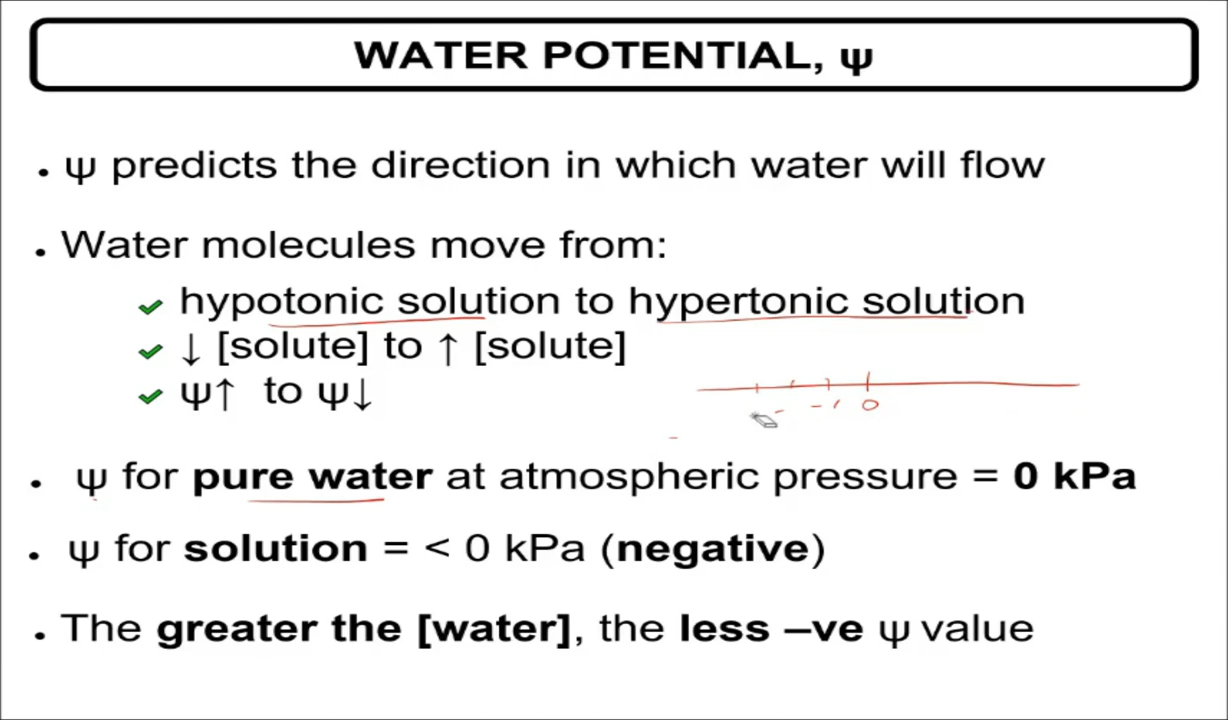 WATER POTENTIAL, ψ
• ψ predicts the direction in which water will flow
• Water molecules move from:
✔ hypotonic solution to hypertonic solution
✔ ↓ [solute] to ↑ [solute]
✔ ψ↑ to ψ↓
-1 0
• ψ for pure water at atmospheric pressure = 0 kPa
• ψ for solution = < 0 kPa (negative)
• The greater the [water], the less –ve ψ value